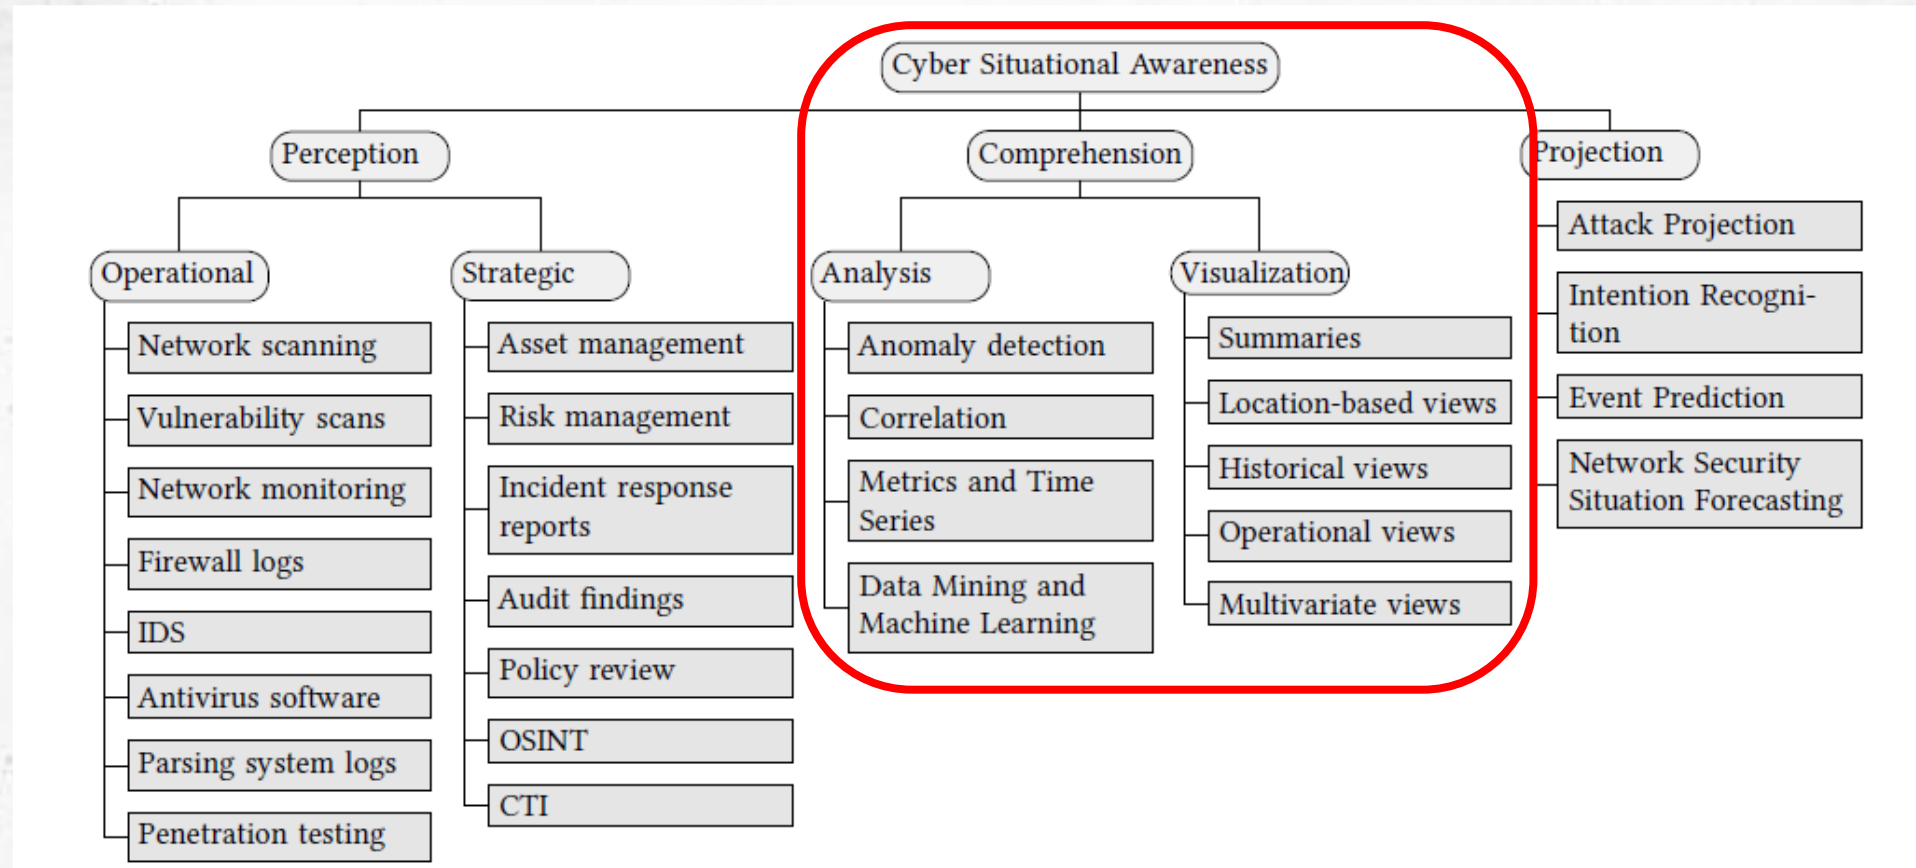 Cyber Situational Awareness
Perception
Comprehension
Projection
Operational
Network scanning
Vulnerability scans
Network monitoring
Firewall logs
IDS
Antivirus software
Parsing system logs
Penetration testing
Strategic
Asset management
Risk management
Incident response
reports
Audit findings
Policy review
OSINT
CTI
Analysis
Anomaly detection
Correlation
Metrics and Time
Series
Data Mining and
Machine Learning
Visualization
Summaries
Location-based views
Historical views
Operational views
Multivariate views
Attack Projection
Intention Recogni-
tion
Event Prediction
Network Security
Situation Forecasting